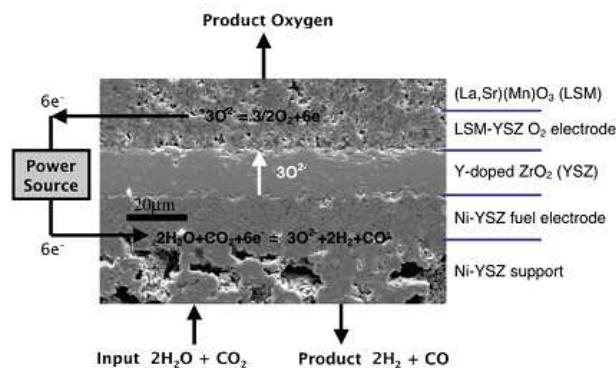 Product Oxygen
(La,Sr)(Mn)O₃ (LSM)
6e⁻
3O²⁻ = 3/2O₂+6e⁻
LSM-YSZ O₂ electrode
Power
Source
3O²⁻
Y-doped ZrO₂ (YSZ)
20μm
Ni-YSZ fuel electrode
6e⁻
2H₂O+CO₂+6e⁻ = 3O²⁻+2H₂+CO
Ni-YSZ support
Input 2H₂O + CO₂
Product 2H₂ + CO